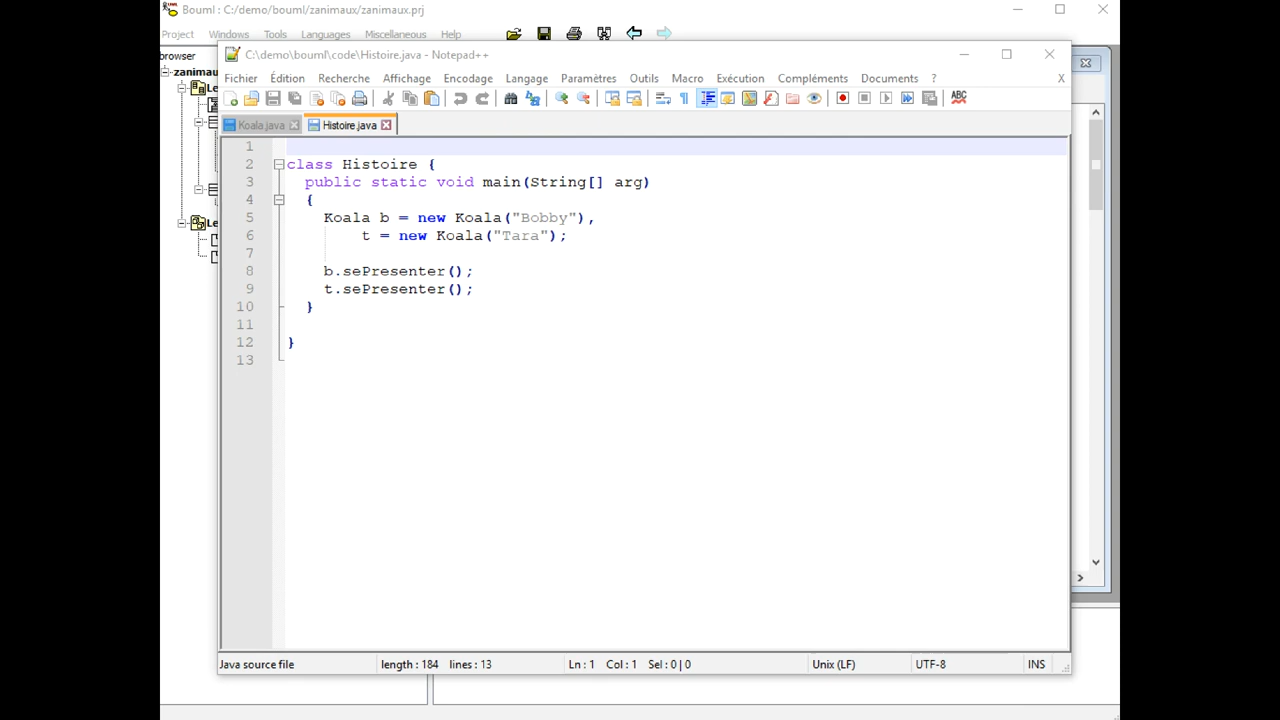 Bouml : C:/demo/bouml/zanimaux/zanimaux.prj
Project Windows Tools Languages Miscellaneous Help
browser
zanimau
Le
Le
C:\demo\bouml\code\Histoire.java - Notepad++
Fichier Édition Recherche Affichage Encodage Langage Paramètres Outils Macro Exécution Compléments Documents ? X
ABC
Koala.java Histoire.java
1
2 class Histoire {
3 public static void main(String[] arg)
4 {
5 Koala b = new Koala("Bobby"),
6 t = new Koala("Tara");
7
8 b.sePresenter();
9 t.sePresenter();
10 }
11
12 }
13
Java source file length : 184 lines : 13 Ln : 1 Col : 1 Sel : 0 | 0 Unix (LF) UTF-8 INS